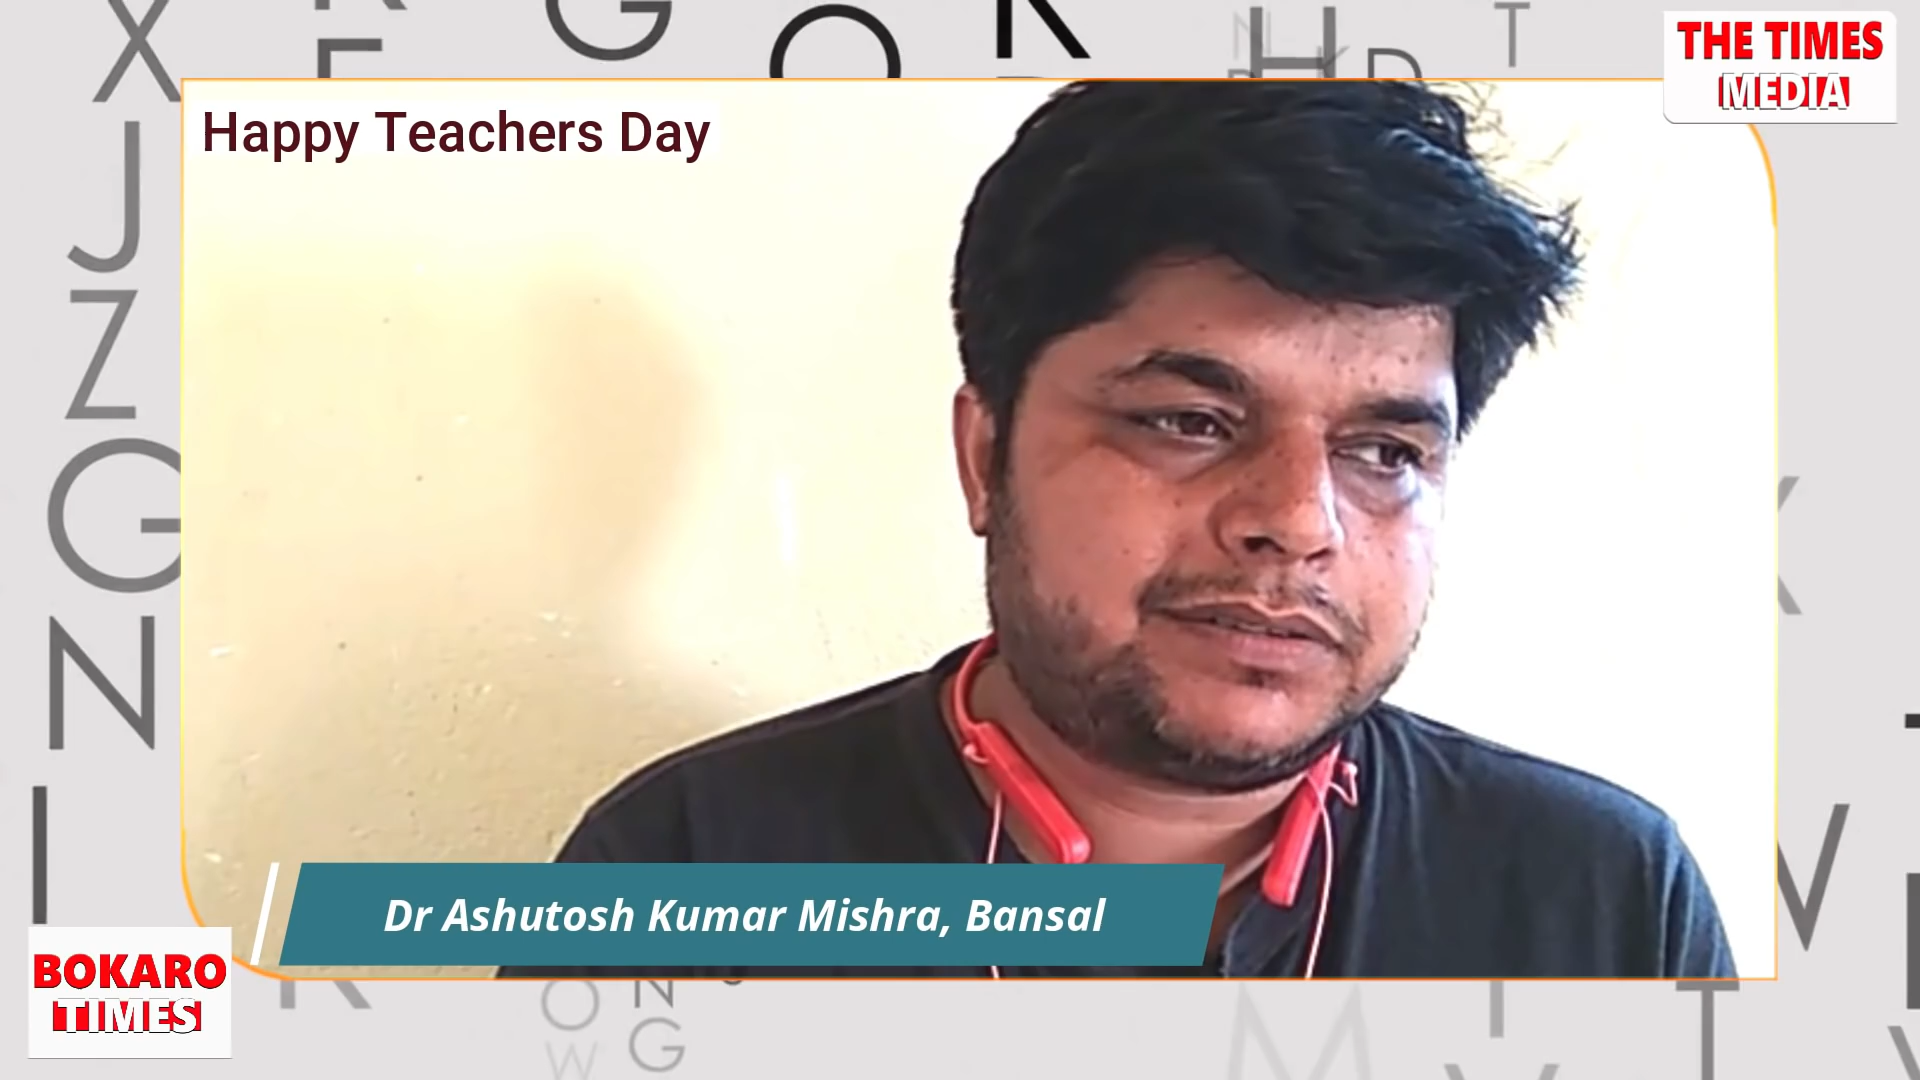 THE TIMES
MEDIA
Happy Teachers Day
Dr Ashutosh Kumar Mishra, Bansal
BOKARO
TIMES